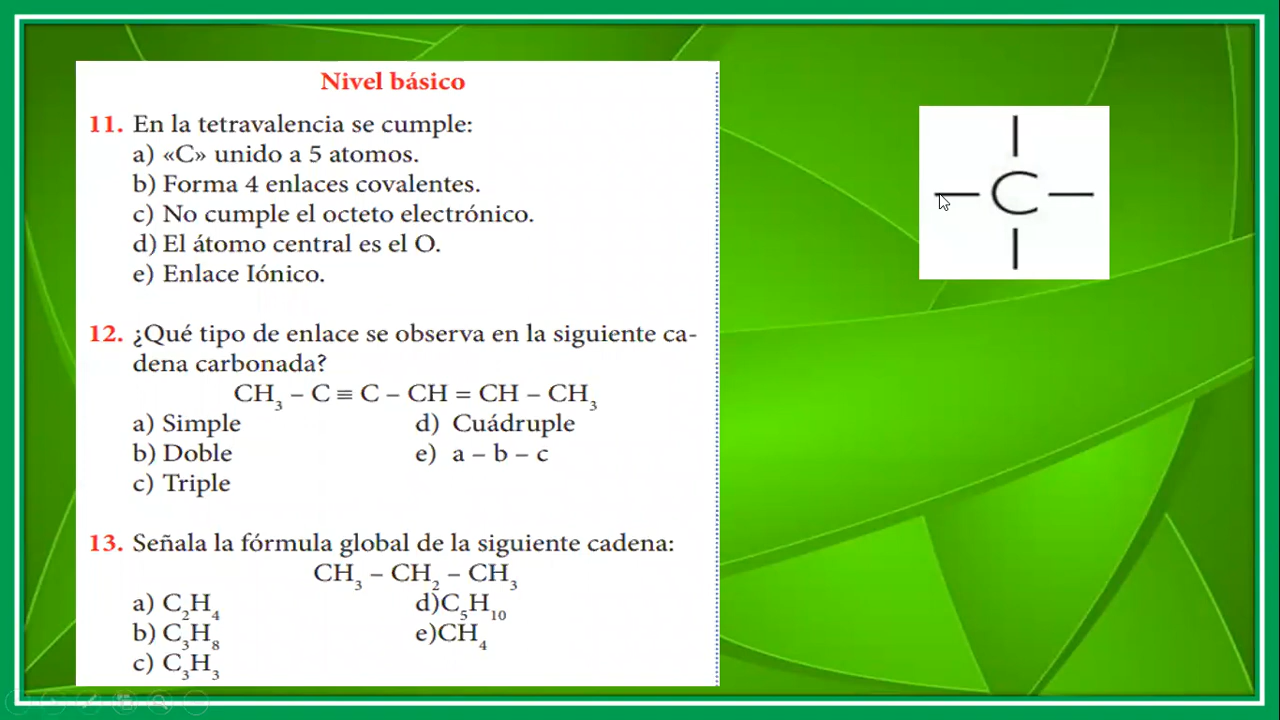 Nivel básico
11. En la tetravalencia se cumple:
a) «C» unido a 5 atomos.
b) Forma 4 enlaces covalentes.
c) No cumple el octeto electrónico.
d) El átomo central es el O.
e) Enlace Iónico.
12. ¿Qué tipo de enlace se observa en la siguiente ca-
dena carbonada?
CH₃ – C ≡ C – CH = CH – CH₃
a) Simple
b) Doble
c) Triple
d) Cuádruple
e) a – b – c
13. Señala la fórmula global de la siguiente cadena:
CH₃ – CH₂ – CH₃
a) C₂H₄
b) C₃H₈
c) C₃H₃
d)C₅H₁₀
e)CH₄
C